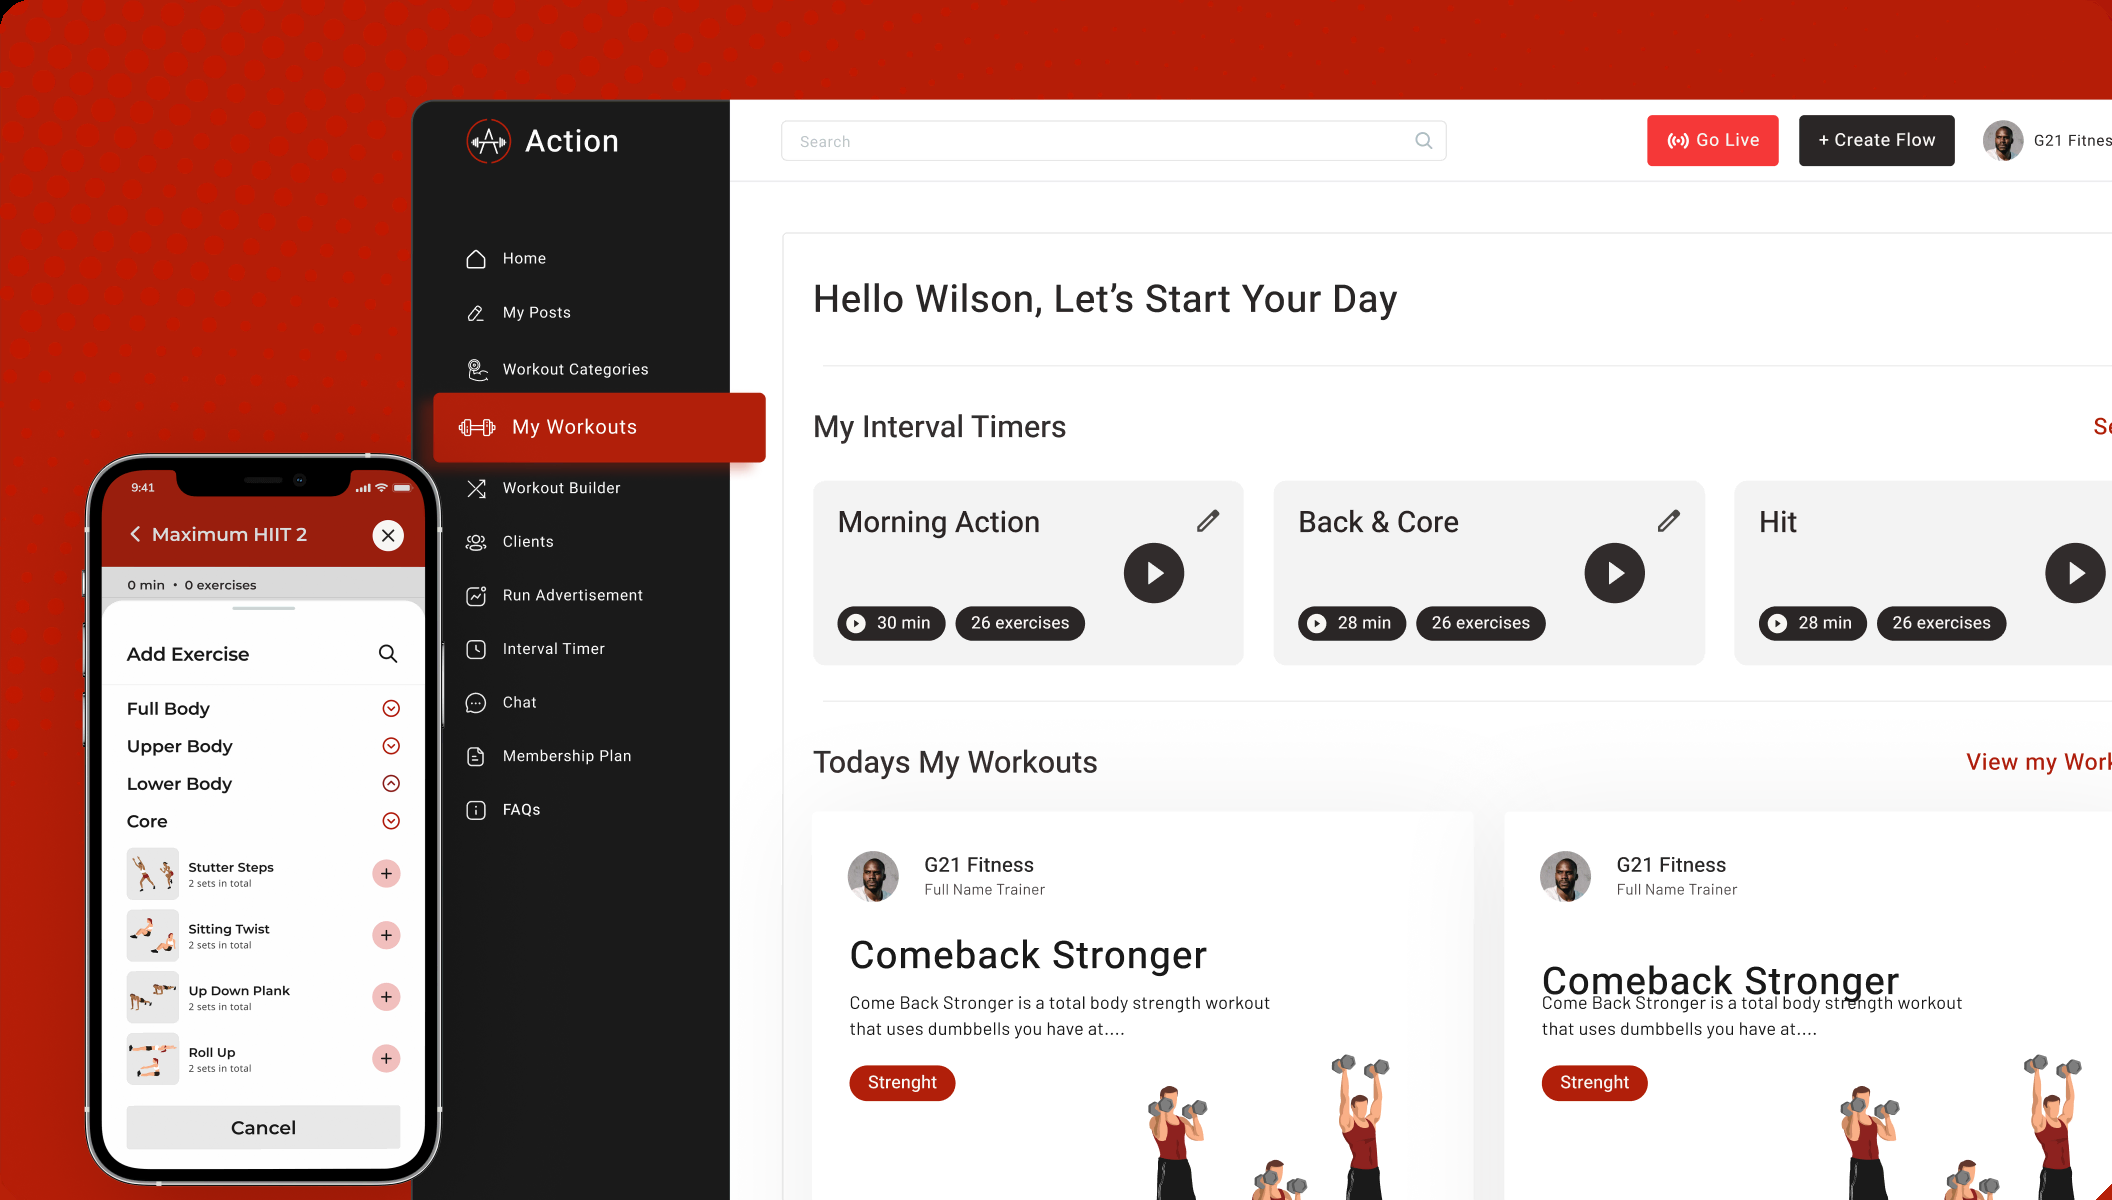 Action
Search
Go Live
+ Create Flow
G21 Fitnes
Home
My Posts
Workout Categories
My Workouts
Workout Builder
Clients
Run Advertisement
Interval Timer
Chat
Membership Plan
FAQs
Hello Wilson, Let's Start Your Day
My Interval Timers
Se
Morning Action
30 min
26 exercises
Back & Core
28 min
26 exercises
Hit
28 min
26 exercises
Todays My Workouts
View my Work
G21 Fitness
Full Name Trainer
Comeback Stronger
Come Back Stronger is a total body strength workout
that uses dumbbells you have at....
Strenght
G21 Fitness
Full Name Trainer
Comeback Stronger
Come Back Stronger is a total body strength workout
that uses dumbbells you have at....
Strenght
9:41
Maximum HIIT 2
0 min • 0 exercises
Add Exercise
Full Body
Upper Body
Lower Body
Core
Stutter Steps
2 sets in total
Sitting Twist
2 sets in total
Up Down Plank
2 sets in total
Roll Up
2 sets in total
Cancel